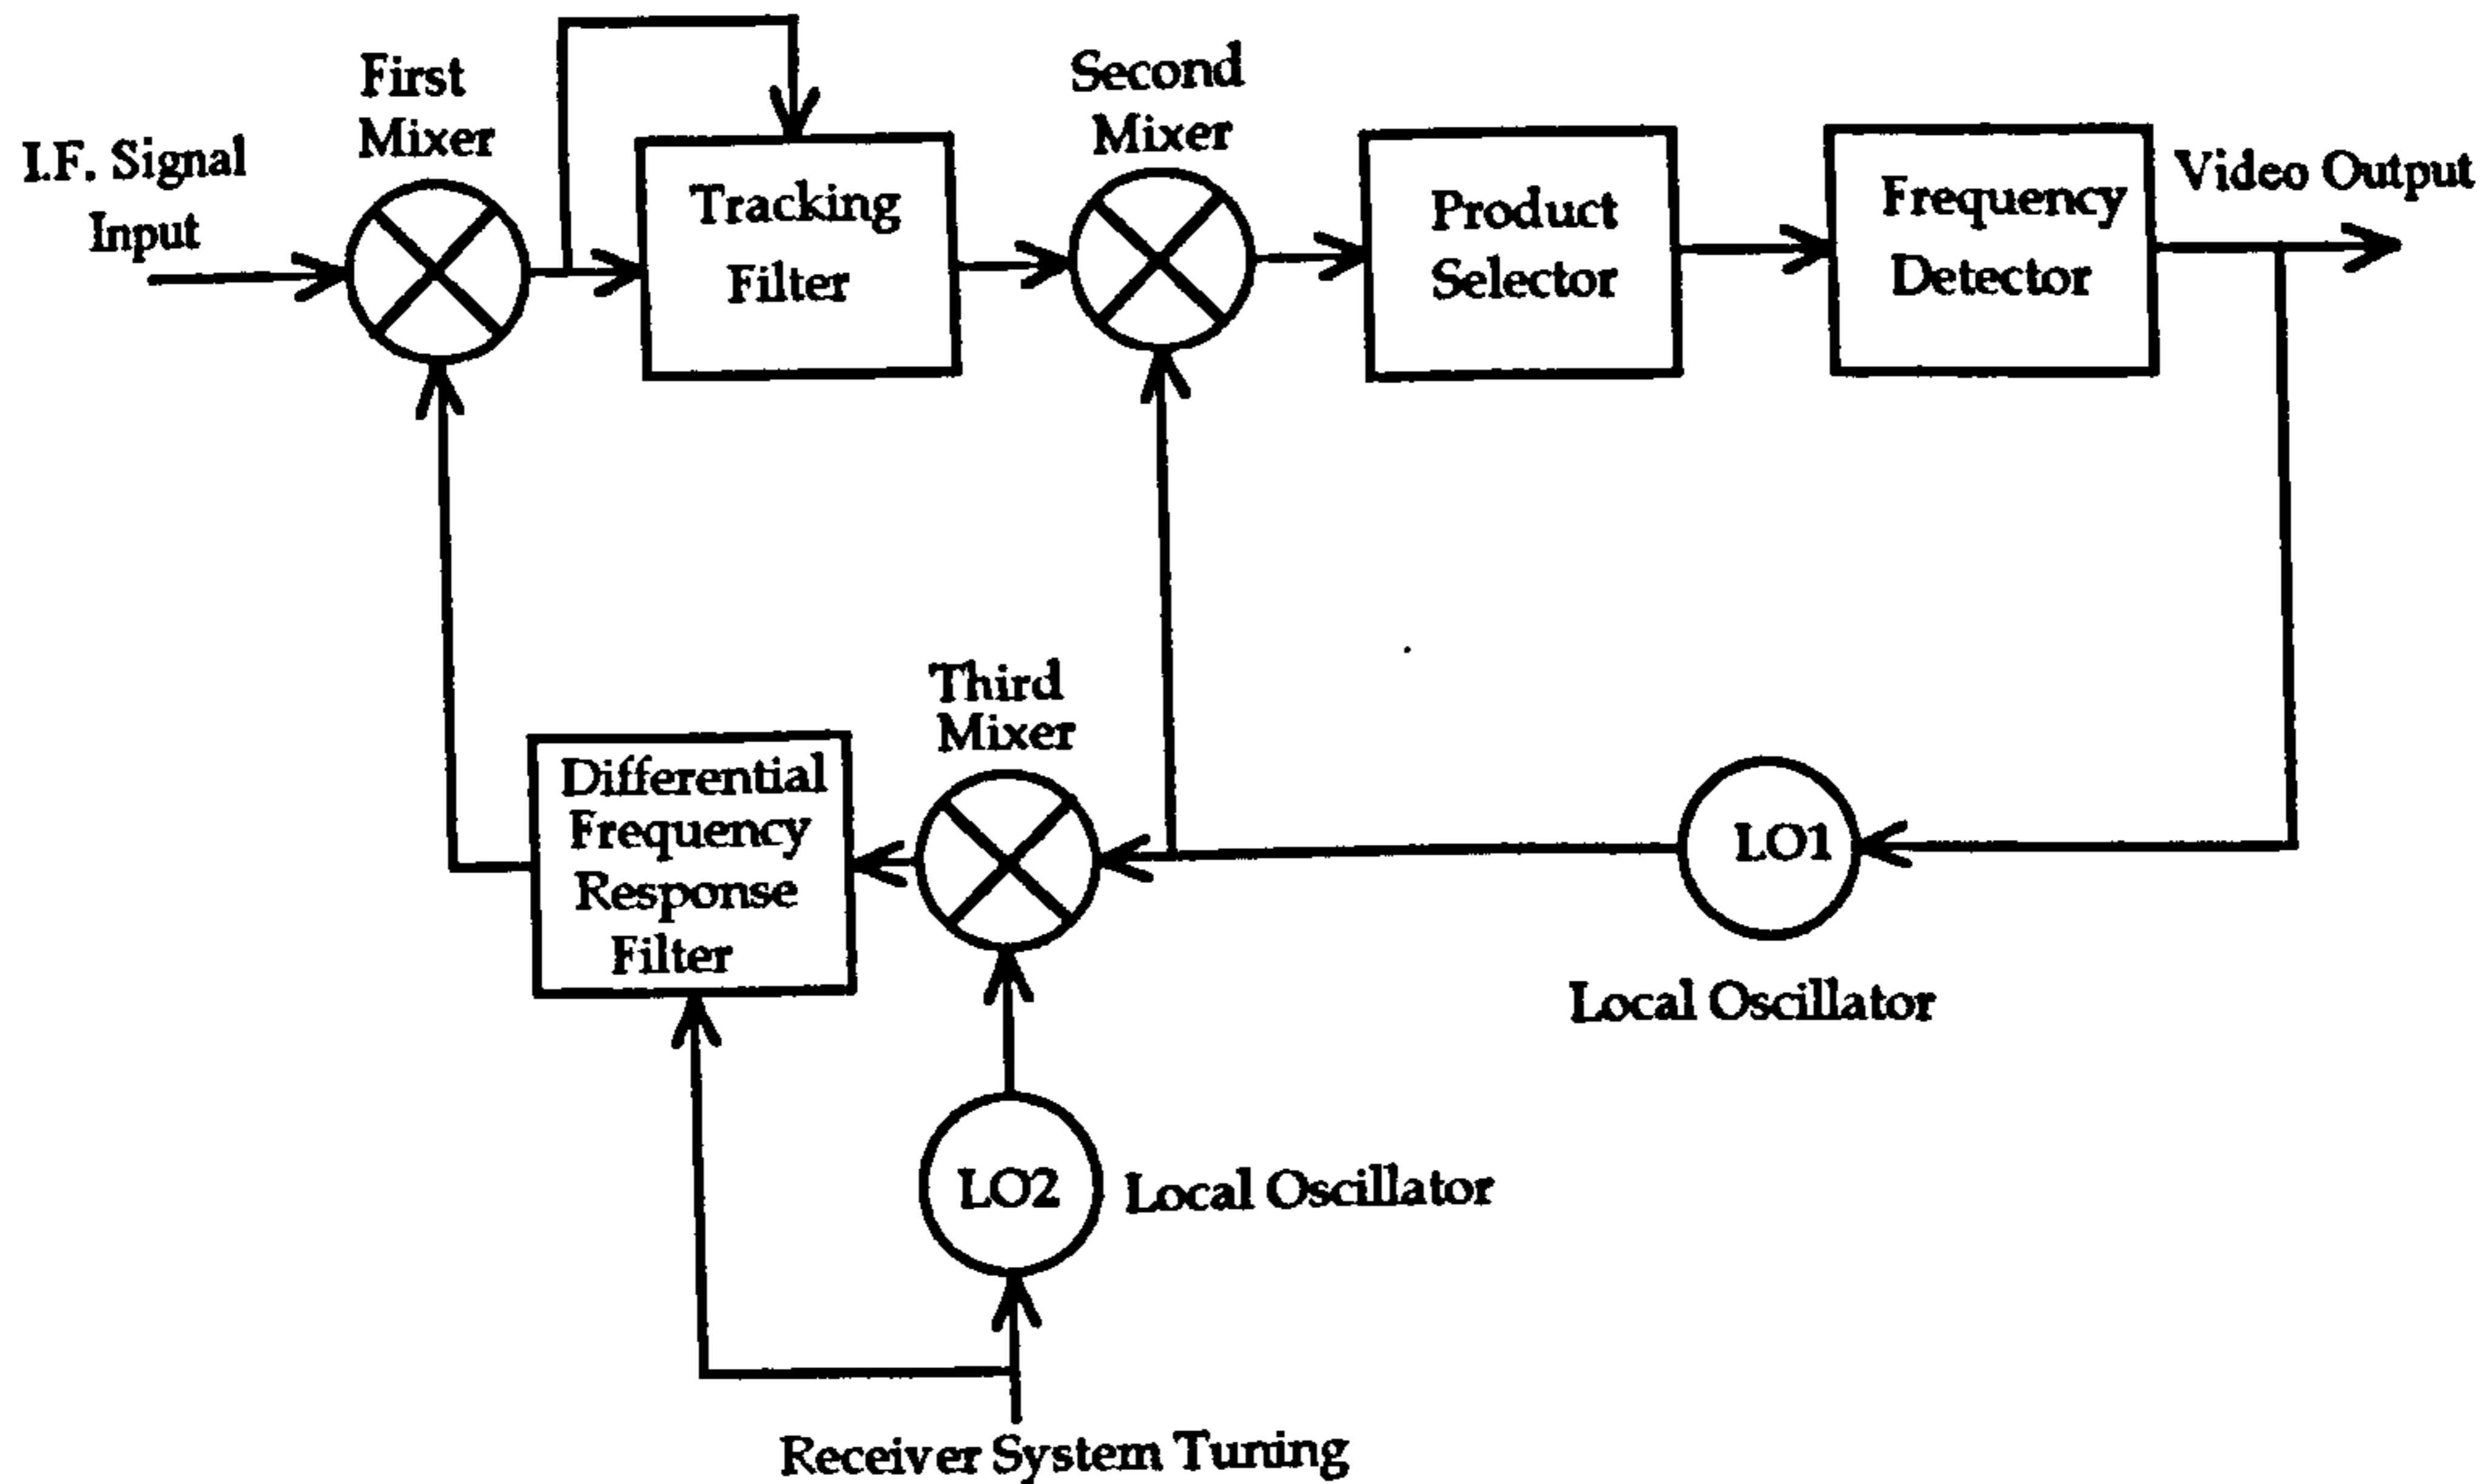 I.F. Signal
Input
First
Mixer
Tracking
Filter
Second
Mixer
Product
Selector
Frequency
Detector
Video Output
Third
Mixer
Differential
Frequency
Response
Filter
LO1
Local Oscillator
LO2
Local Oscillator
Receiver System Tuning